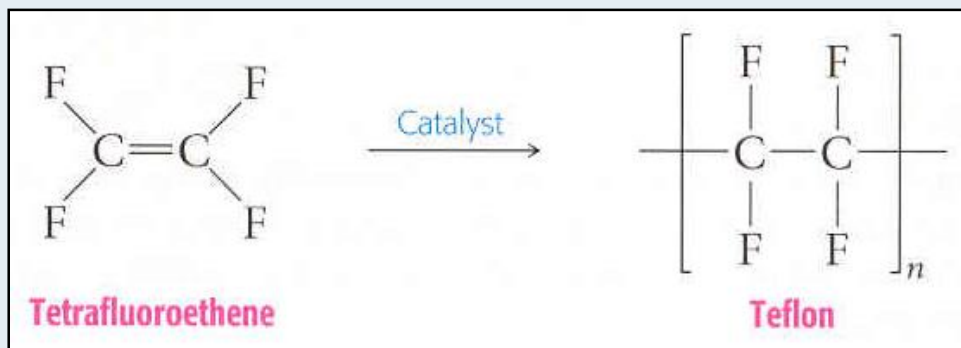 F F F F
C=C Catalyst C C
F F F F n
Tetrafluoroethene Teflon